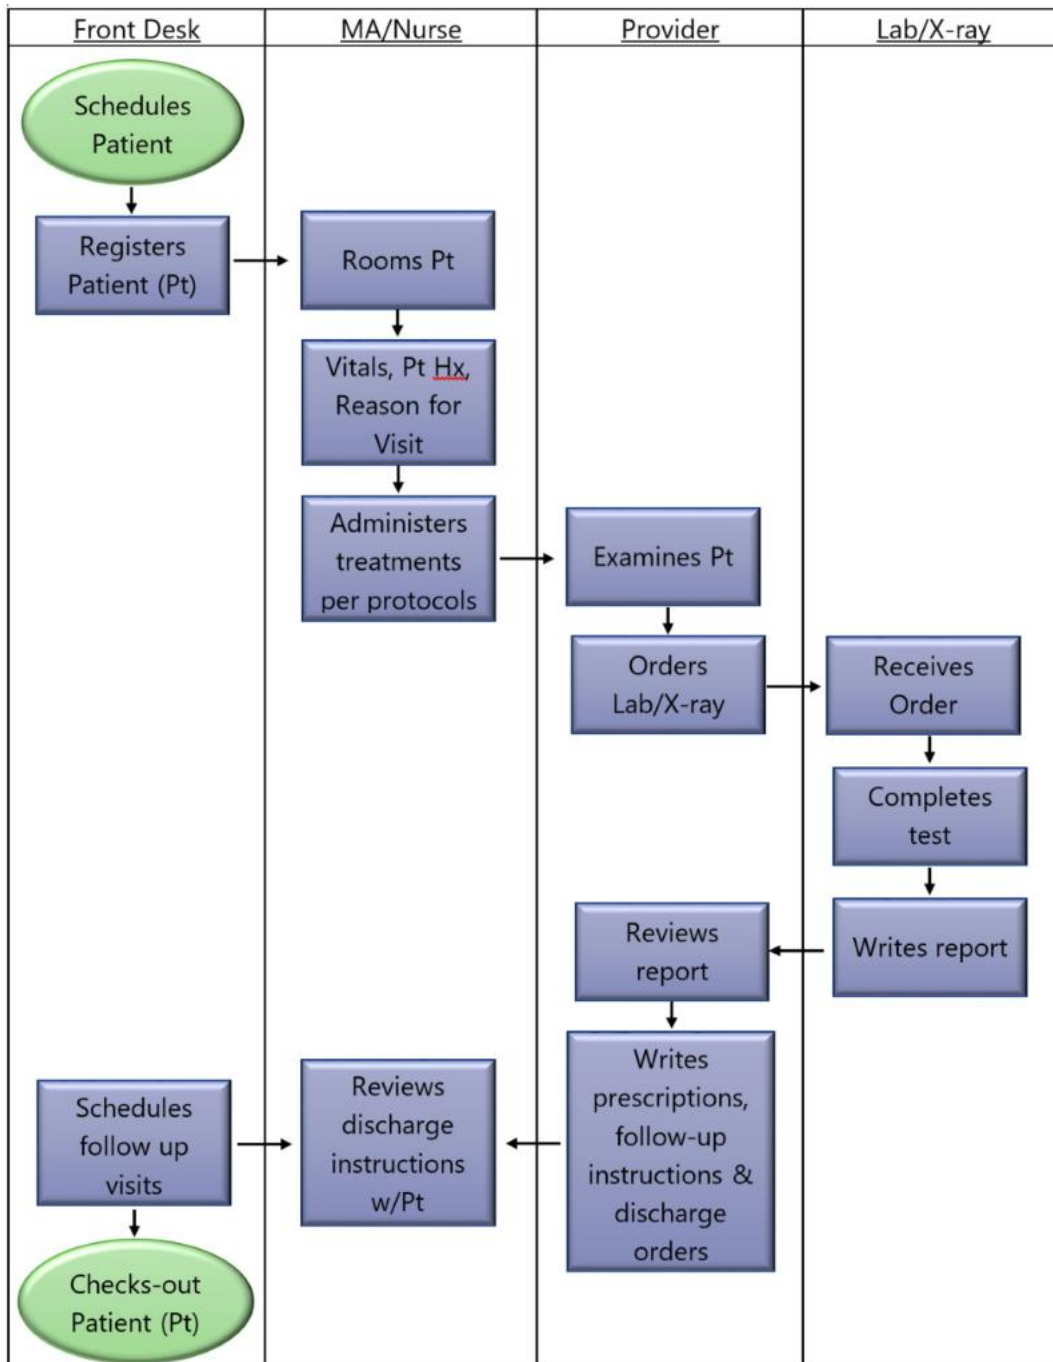 Front Desk
MA/Nurse
Provider
Lab/X-ray
Schedules
Patient
Registers
Patient (Pt)
Rooms Pt
Vitals, Pt Hx,
Reason for
Visit
Administers
treatments
per protocols
Examines Pt
Orders
Lab/X-ray
Receives
Order
Completes
test
Writes report
Reviews
report
Writes
prescriptions,
follow-up
instructions &
discharge
orders
Reviews
discharge
instructions
w/Pt
Schedules
follow up
visits
Checks-out
Patient (Pt)